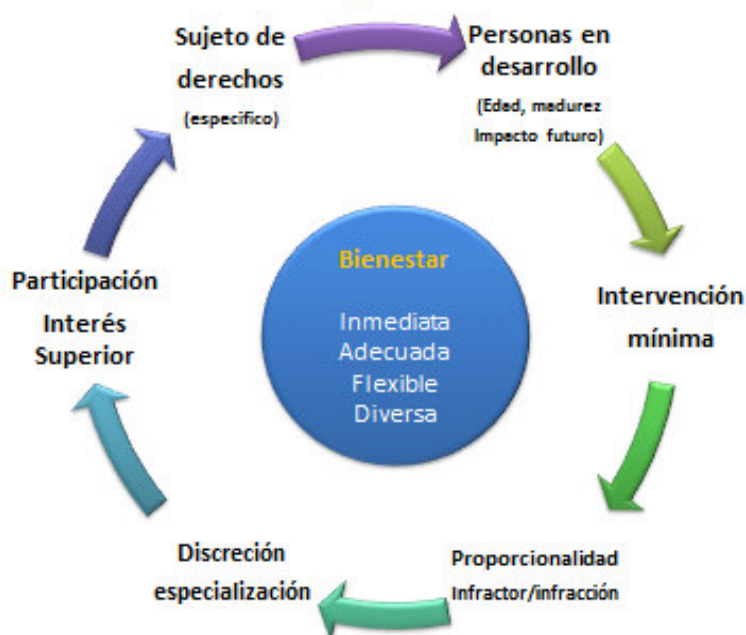 Sujeto de
derechos
(especifico)
Personas en
desarrollo
(Edad, madurez
Impacto futuro)
Intervención
mínima
Proporcionalidad
Infractor/infracción
Discreción
especialización
Participación
Interés
Superior
Bienestar
Inmediata
Adecuada
Flexible
Diversa